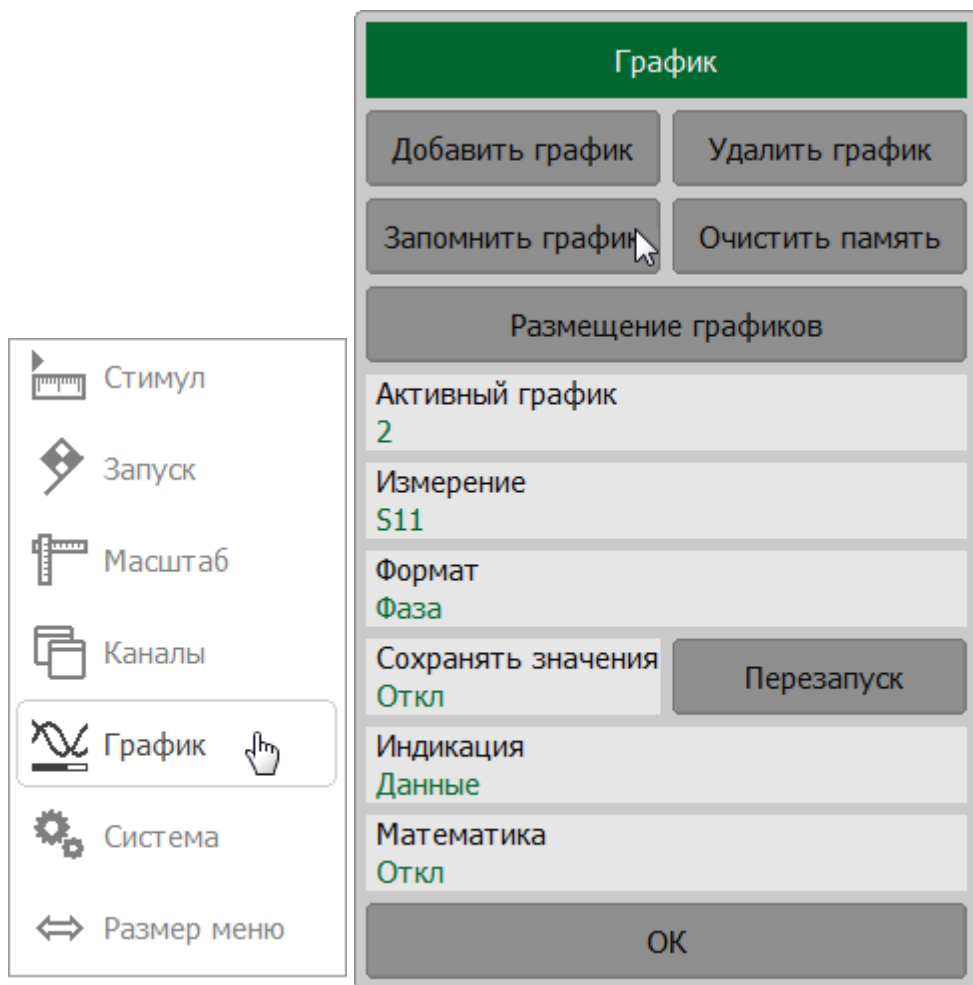 Стимул
Запуск
Масштаб
Каналы
График
Система
Размер меню
График
Добавить график
Удалить график
Запомнить график
Очистить память
Размещение графиков
Активный график
2
Измерение
S11
Формат
Фаза
Сохранять значения
Откл
Перезапуск
Индикация
Данные
Математика
Откл
ОК